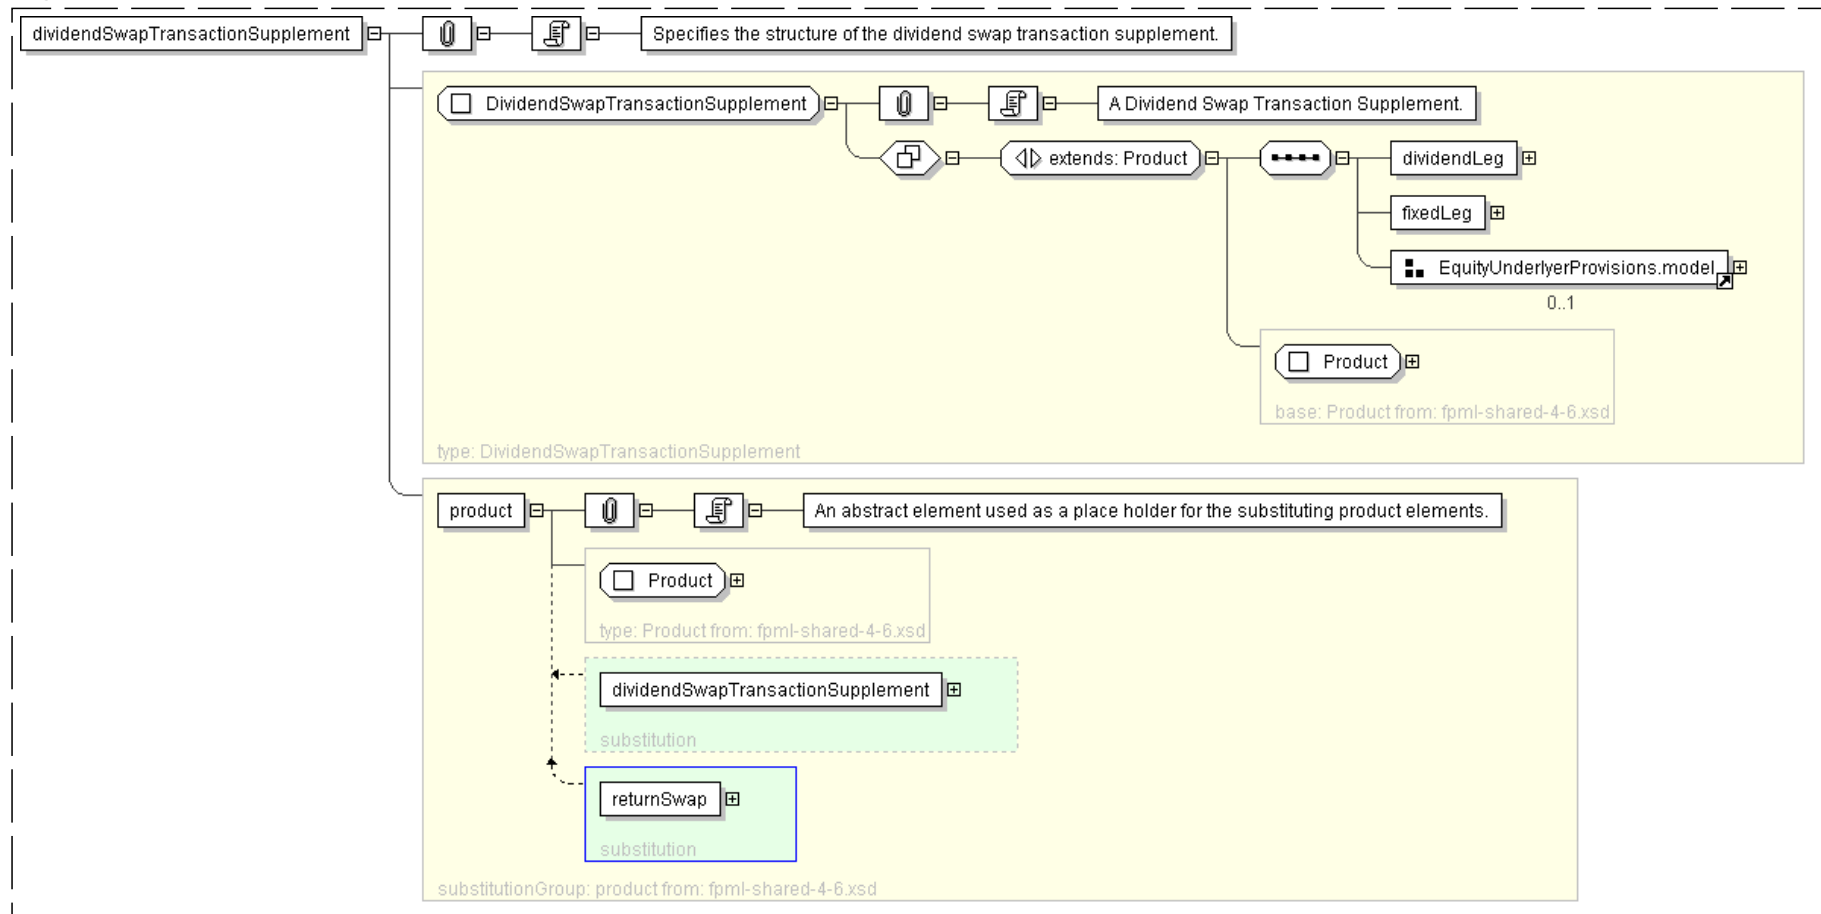 dividendSwapTransactionSupplement
Specifies the structure of the dividend swap transaction supplement.
DividendSwapTransactionSupplement
A Dividend Swap Transaction Supplement.
extends: Product
dividendLeg
fixedLeg
EquityUnderlyerProvisions.model
0..1
Product
base: Product from: fpml-shared-4-6.xsd
type: DividendSwapTransactionSupplement
product
An abstract element used as a place holder for the substituting product elements.
Product
type: Product from: fpml-shared-4-6.xsd
dividendSwapTransactionSupplement
substitution
returnSwap
substitution
substitutionGroup: product from: fpml-shared-4-6.xsd